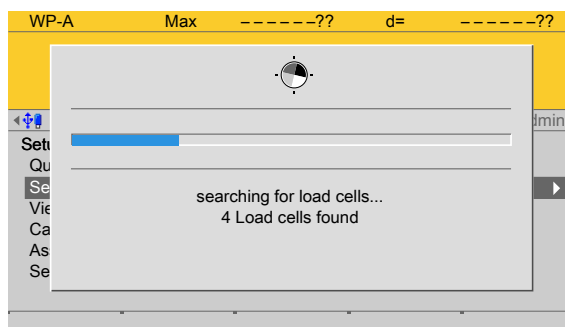 WP-A Max ––––––?? d= ––––––??
dmin
Setu
Qu
Se
searching for load cells...
Vie
4 Load cells found
Ca
As
Se